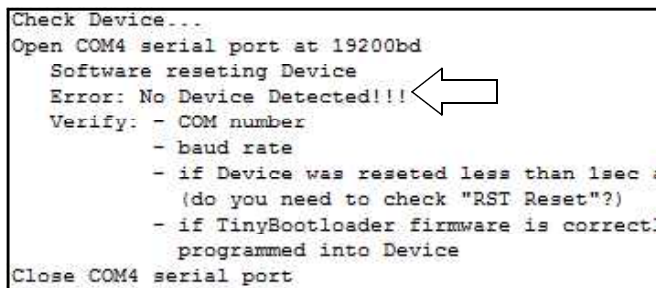 Check Device...
Open COM4 serial port at 19200bd
Software reseting Device
Error: No Device Detected!!!
Verify: - COM number
- baud rate
- if Device was reseted less than 1sec
(do you need to check "RST Reset"?)
- if TinyBootloader firmware is
programmed into Device
Close COM4 serial port